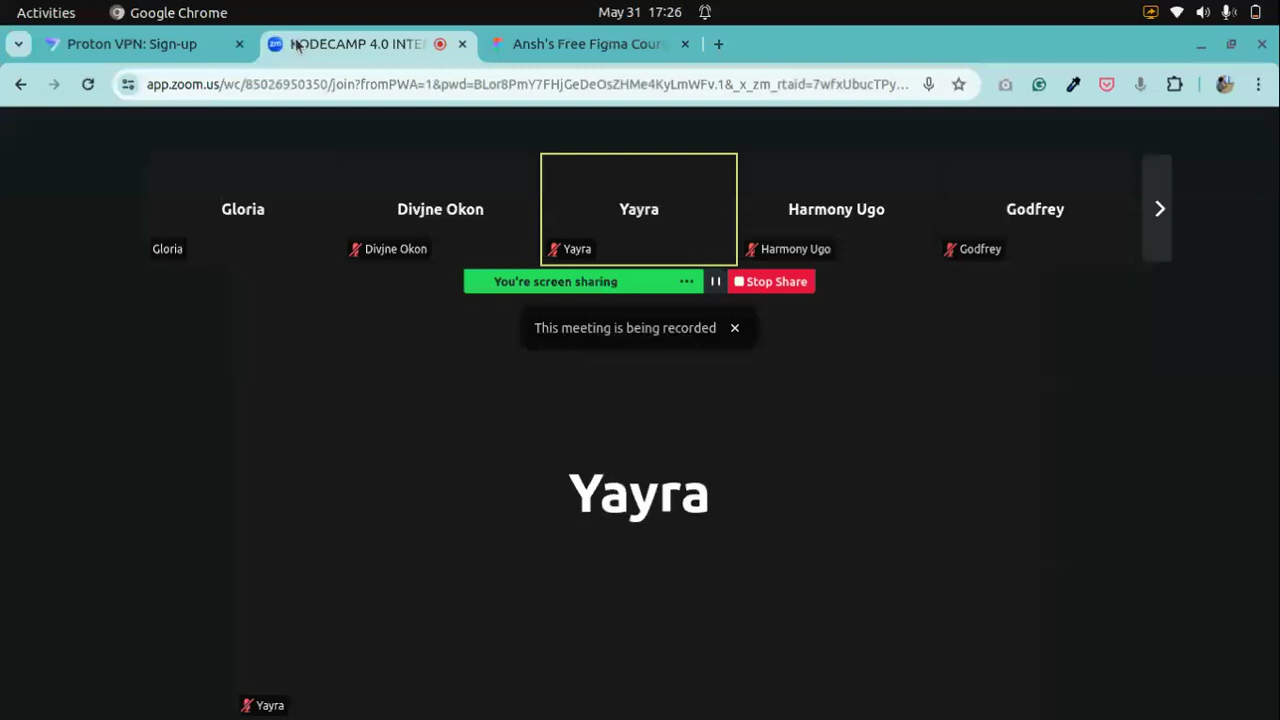 Activities Google Chrome May 31 17:26
Proton VPN: Sign-up zm KODECAMP 4.0 INTE Ansh's Free Figma Cour
app.zoom.us/wc/85026950350/join?fromPWA=1&pwd=BLor8PmY7FHjGeDeOsZHMe4KyLmWFv.1&_x_zm_rtaid=7wfxUbucTPy...
Gloria Divjne Okon Yayra Harmony Ugo Godfrey
Gloria Divjne Okon Yayra Harmony Ugo Godfrey
You're screen sharing Stop Share
This meeting is being recorded
Yayra
Yayra